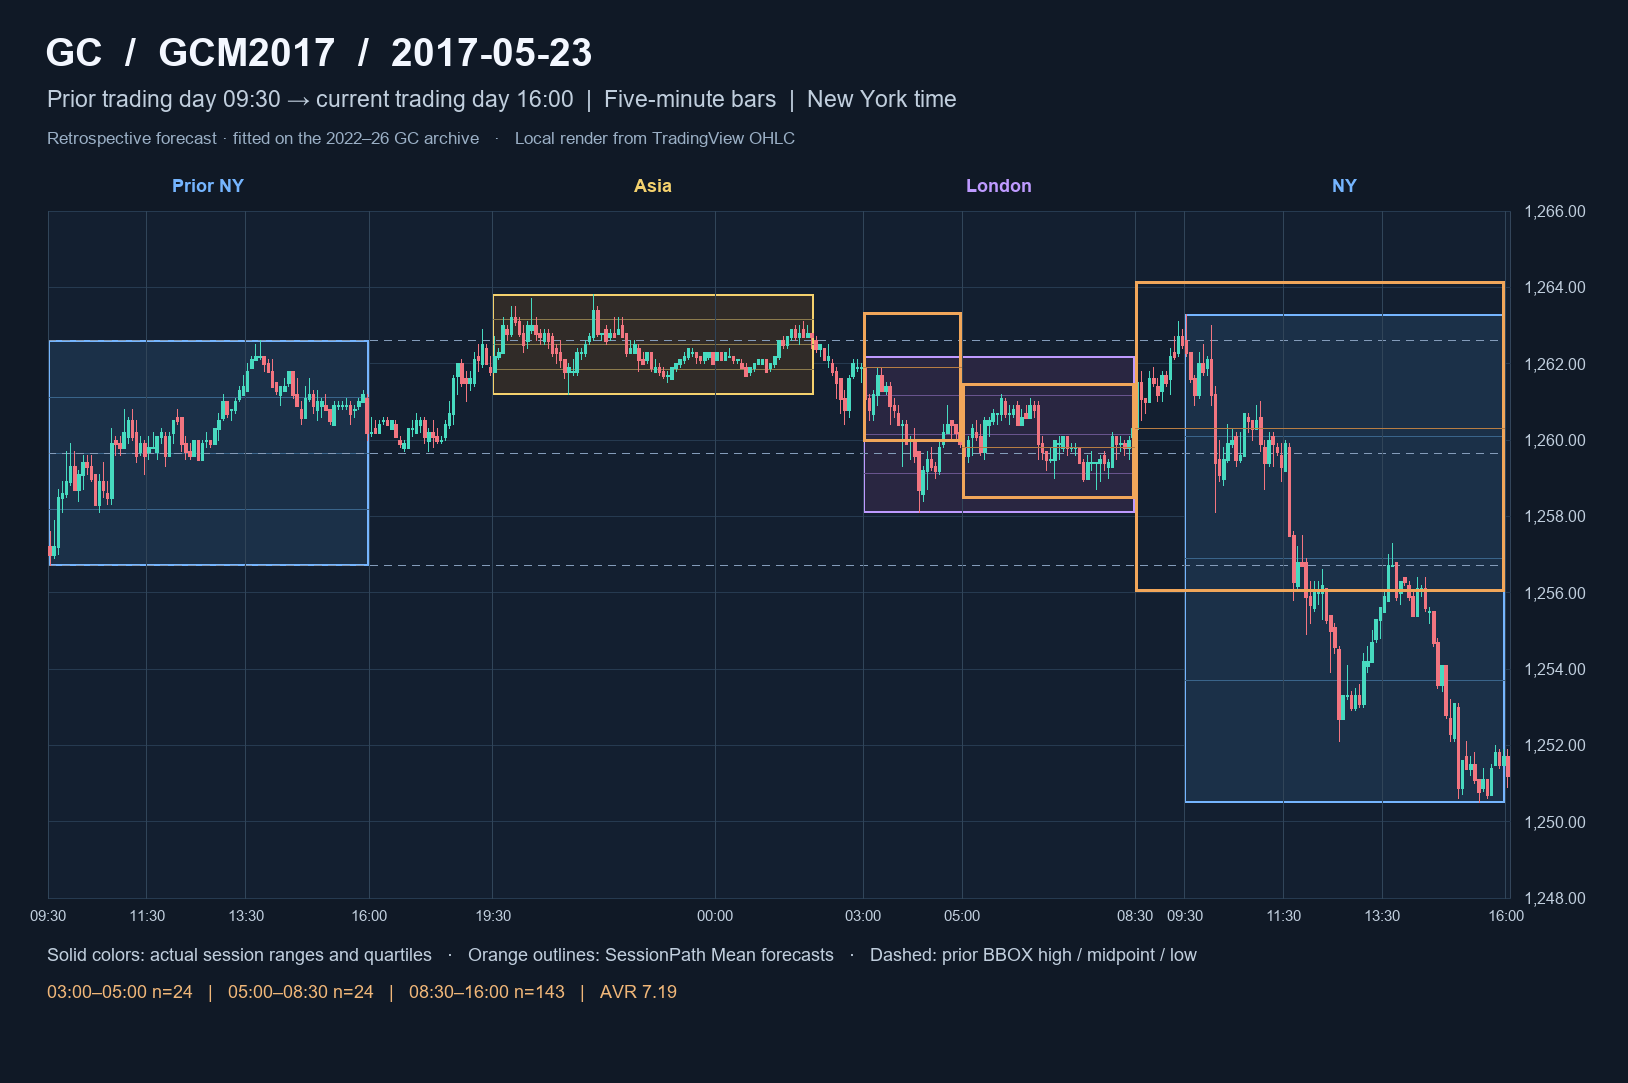 GC / GCM2017 / 2017-05-23
Prior trading day 09:30 → current trading day 16:00 | Five-minute bars | New York time
Retrospective forecast · fitted on the 2022–26 GC archive · Local render from TradingView OHLC
Prior NY Asia London NY
1,266.00
1,264.00
1,262.00
1,260.00
1,258.00
1,256.00
1,254.00
1,252.00
1,250.00
1,248.00
09:30 11:30 13:30 16:00 19:30 00:00 03:00 05:00 08:30 09:30 11:30 13:30 16:00
Solid colors: actual session ranges and quartiles · Orange outlines: SessionPath Mean forecasts · Dashed: prior BBOX high / midpoint / low
03:00–05:00 n=24 | 05:00–08:30 n=24 | 08:30–16:00 n=143 | AVR 7.19